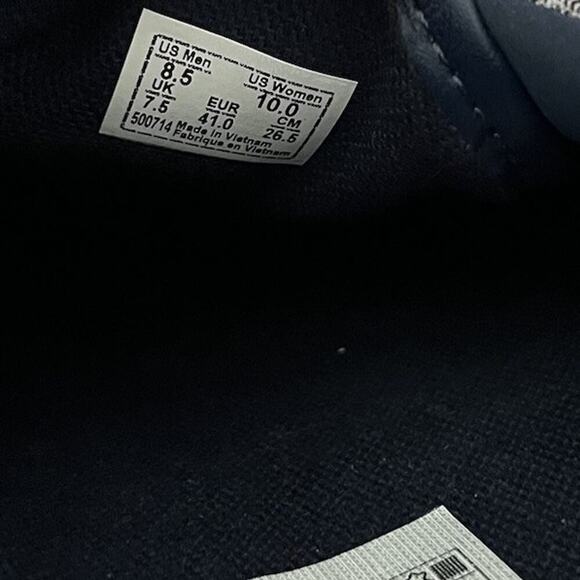 US Men US Women
8.5 10.0
UK EUR CM
7.5 41.0 26.5
500714 Made in Vietnam
Fabrique en Vietnam